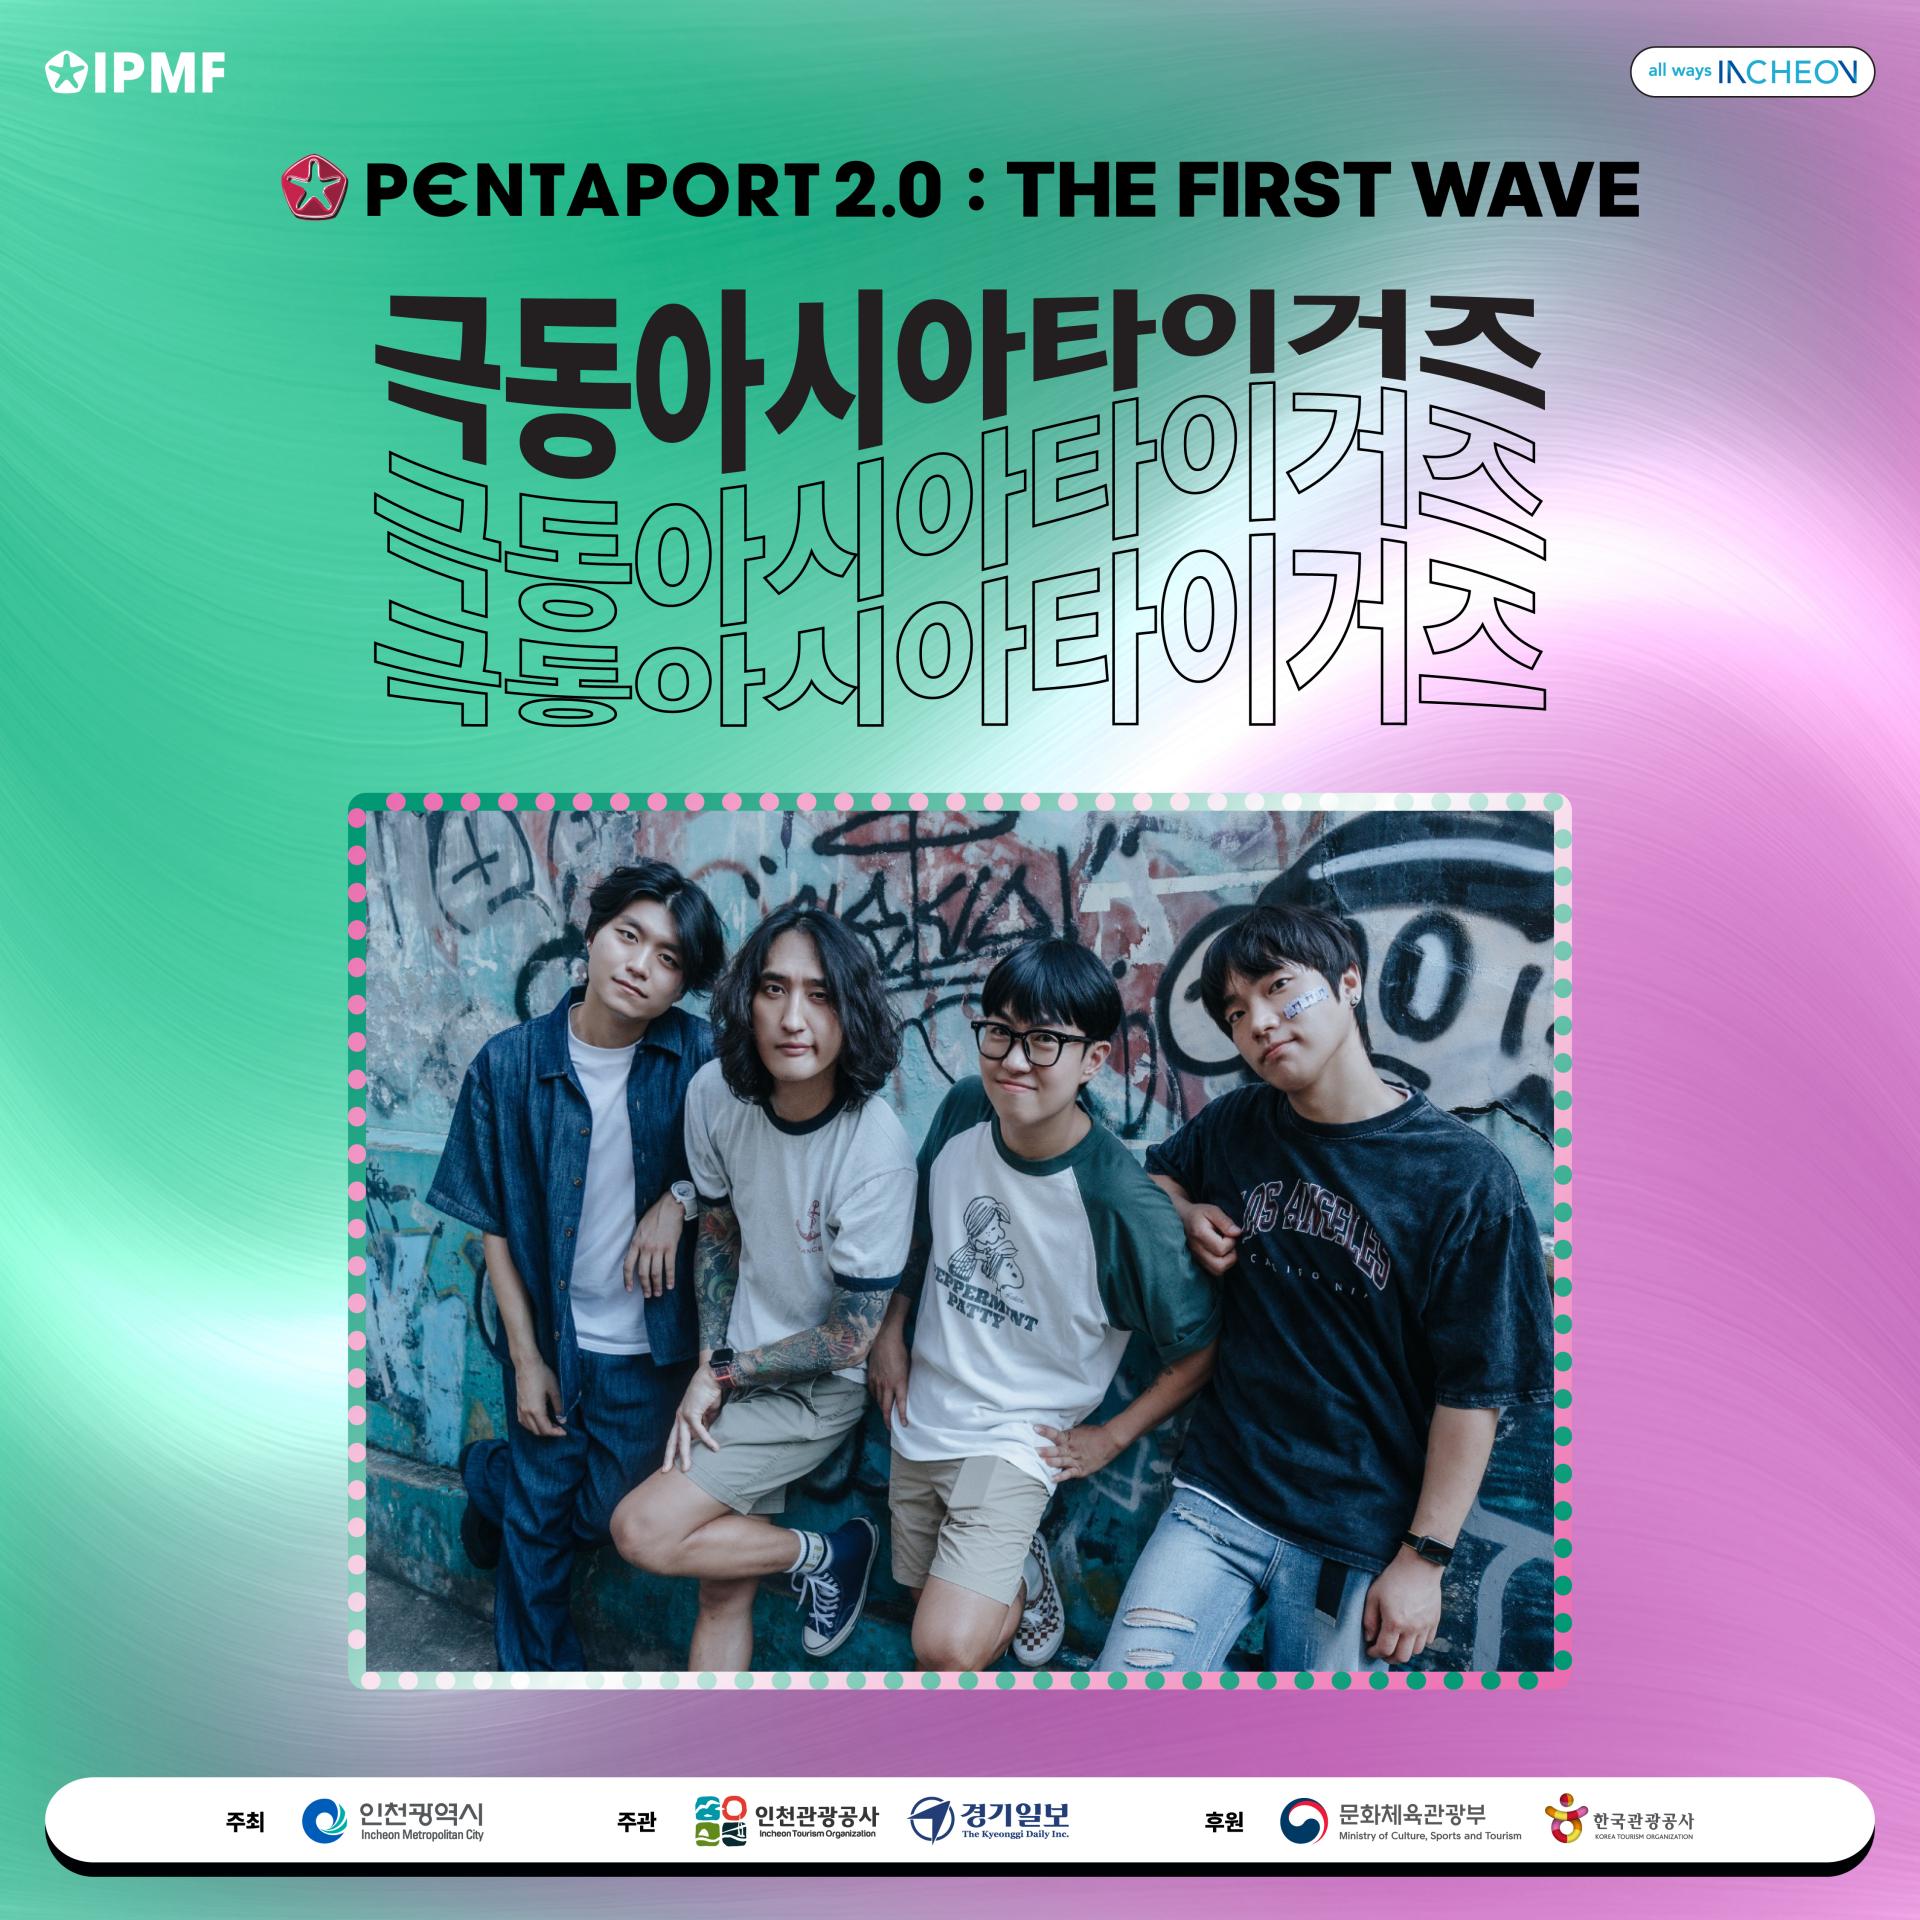 IPMF
all ways INCHEON
PENTAPORT 2.0 : THE FIRST WAVE
극동아시아타이거즈
극동아시아타이거즈
극동아시아타이거즈
LOS ANGELES
PEPPERMINT
PATTY
주최
인천광역시
Incheon Metropolitan City
주관
인천관광공사
Incheon Tourism Organization
경기일보
The Kyeonggi Daily Inc.
후원
문화체육관광부
Ministry of Culture, Sports and Tourism
한국관광공사
KOREA TOURISM ORGANIZATION